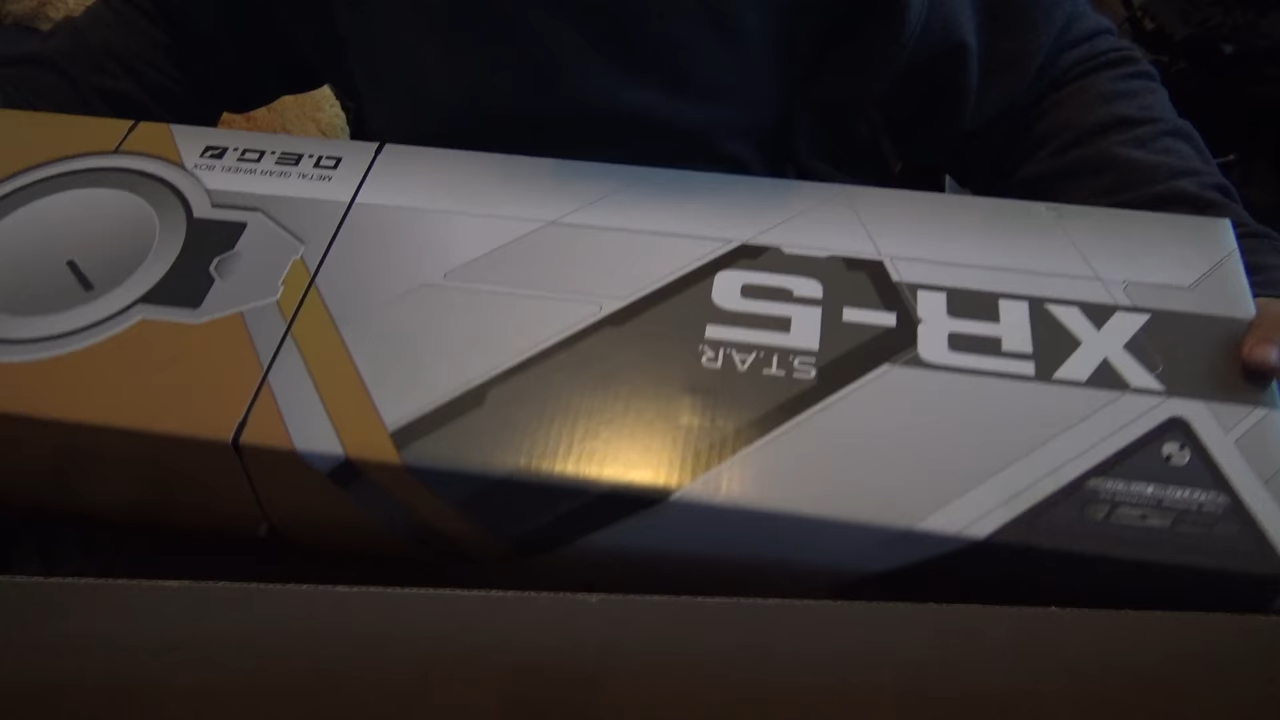 XR-5
S.T.A.R.
METAL GEAR WHEEL BOX
Q.E.C.